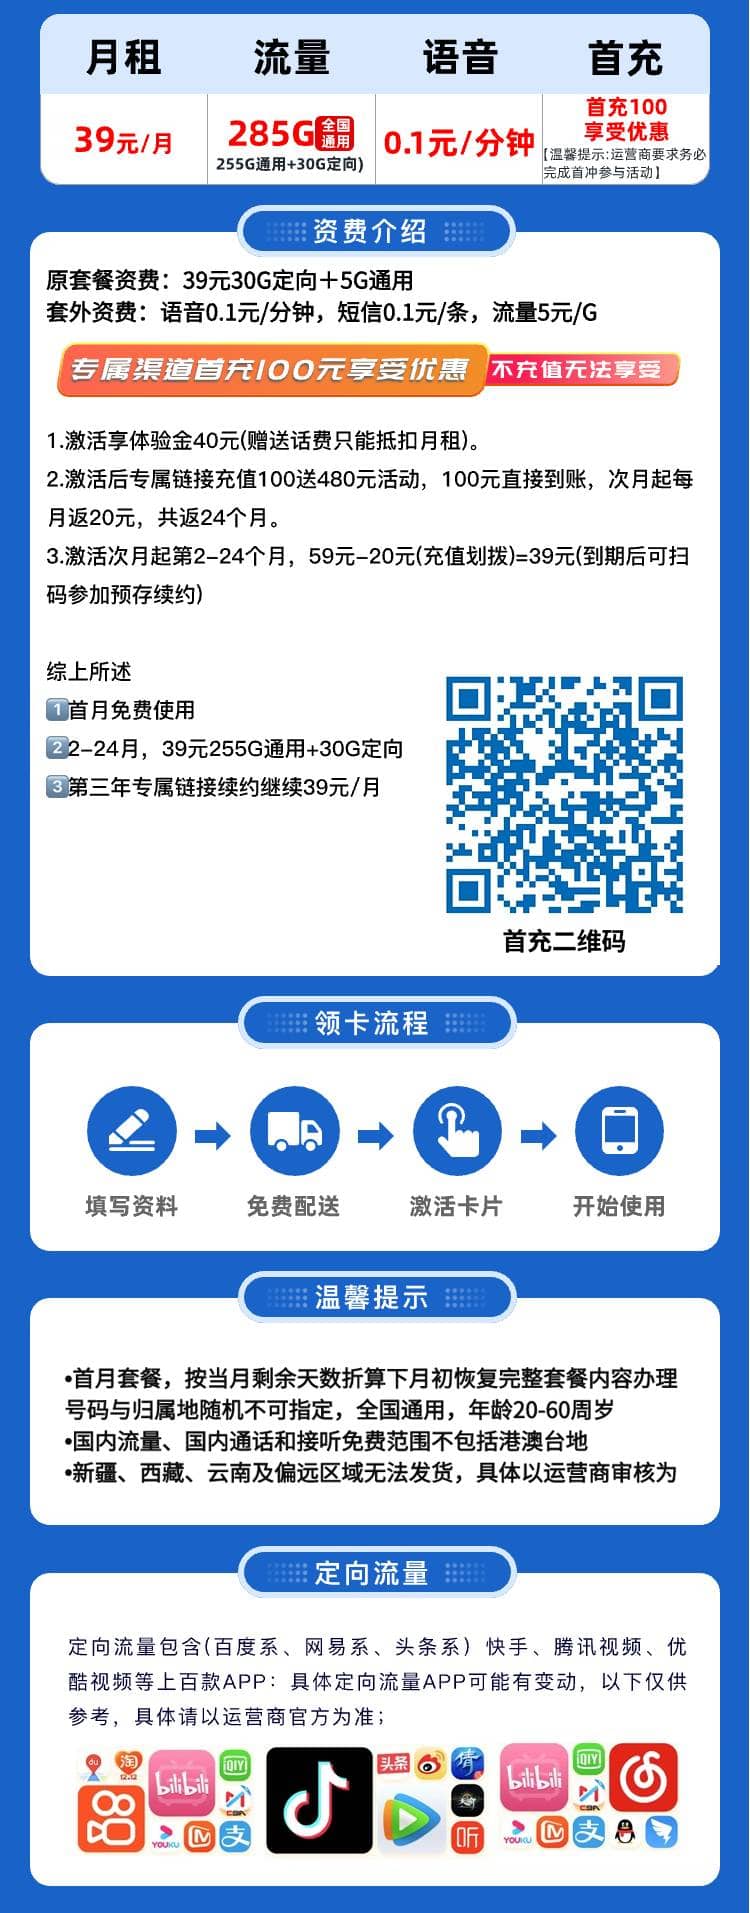 月租 流量 语音 首充
39元/月
285G全国通用
255G通用+30G定向)
0.1元/分钟
首充100
享受优惠
【温馨提示:运营商要求务必
完成首冲参与活动】
资费介绍
原套餐资费：39元30G定向+5G通用
套外资费：语音0.1元/分钟，短信0.1元/条，流量5元/G
专属渠道首充100元享受优惠 不充值无法享受
1.激活享体验金40元(赠送话费只能抵扣月租)。
2.激活后专属链接充值100送480元活动，100元直接到账，次月起每
月返20元，共返24个月。
3.激活次月起第2-24个月，59元-20元(充值划拨)=39元(到期后可扫
码参加预存续约)
综上所述
1首月免费使用
2 2-24月，39元255G通用+30G定向
3第三年专属链接续约继续39元/月
首充二维码
领卡流程
填写资料 免费配送 激活卡片 开始使用
温馨提示
•首月套餐，按当月剩余天数折算下月初恢复完整套餐内容办理
号码与归属地随机不可指定，全国通用，年龄20-60周岁
•国内流量、国内通话和接听免费范围不包括港澳台地
•新疆、西藏、云南及偏远区域无法发货，具体以运营商审核为
定向流量
定向流量包含(百度系、网易系、头条系）快手、腾讯视频、优
酷视频等上百款APP：具体定向流量APP可能有变动，以下仅供
参考，具体请以运营商官方为准；
du 淘 12.12 bilibili QIY CBA YOUKU 支
头条 倩 听
bilibili QIY CBA YOUKU 支